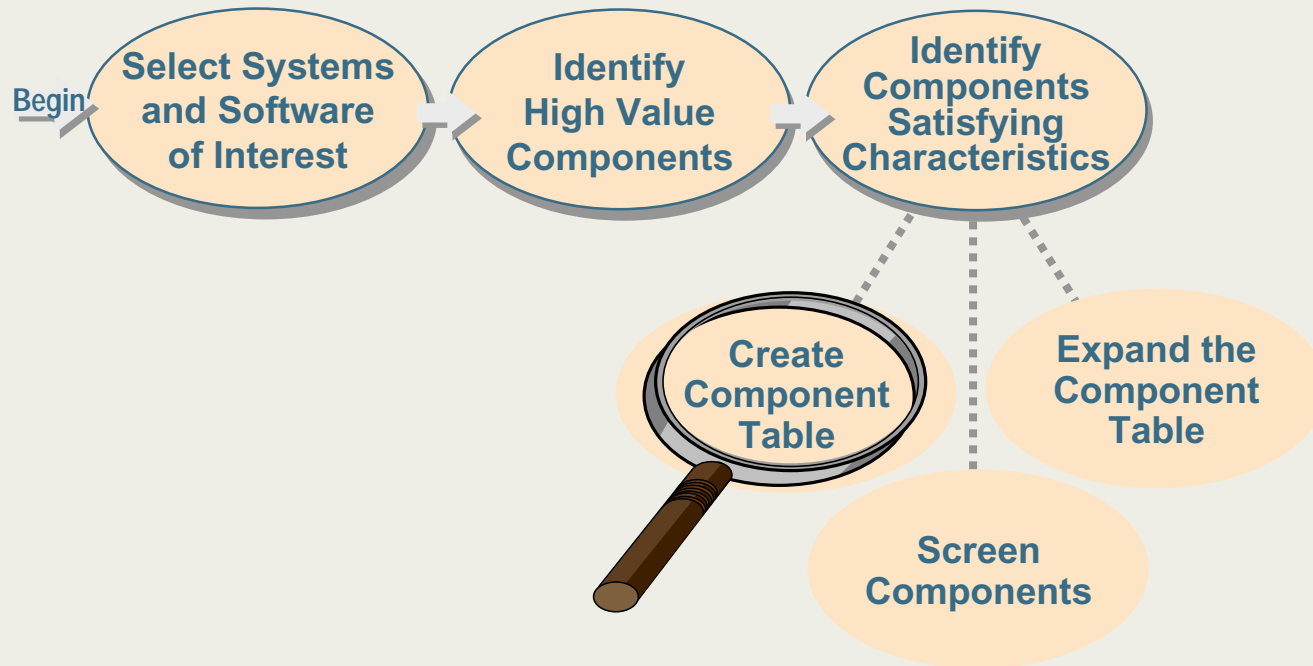 Begin
Select Systems
and Software
of Interest
Identify
High Value
Components
Identify
Components
Satisfying
Characteristics
Create
Component
Table
Screen
Components
Expand the
Component
Table